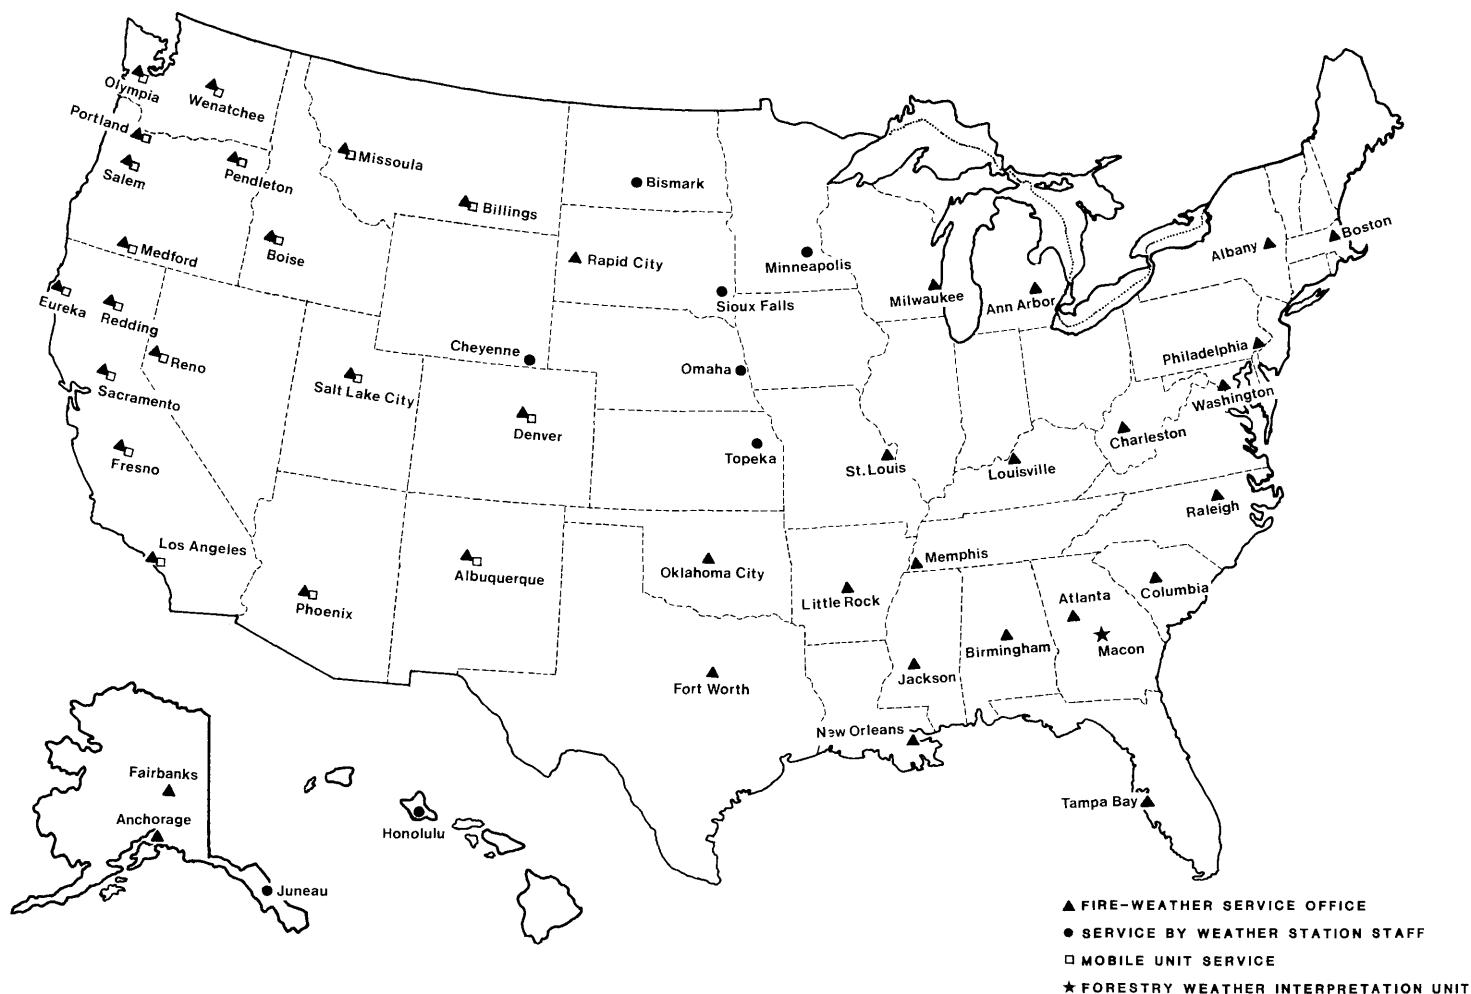 Olympia
Wenatchee
Portland
Missoula
Salem
Pendleton
Bismark
Billings
Medford
Boise
Rapid City
Minneapolis
Albany
Boston
Eureka
Redding
Sioux Falls
Milwaukee
Ann Arbor
Reno
Cheyenne
Philadelphia
Sacramento
Salt Lake City
Omaha
Washington
Denver
Charleston
Fresno
Topeka
St. Louis
Louisville
Raleigh
Los Angeles
Memphis
Albuquerque
Oklahoma City
Phoenix
Little Rock
Atlanta
Columbia
Birmingham
Macon
Jackson
Fort Worth
New Orleans
Fairbanks
Tampa Bay
Anchorage
Honolulu
Juneau
FIRE-WEATHER SERVICE OFFICE
SERVICE BY WEATHER STATION STAFF
MOBILE UNIT SERVICE
FORESTRY WEATHER INTERPRETATION UNIT